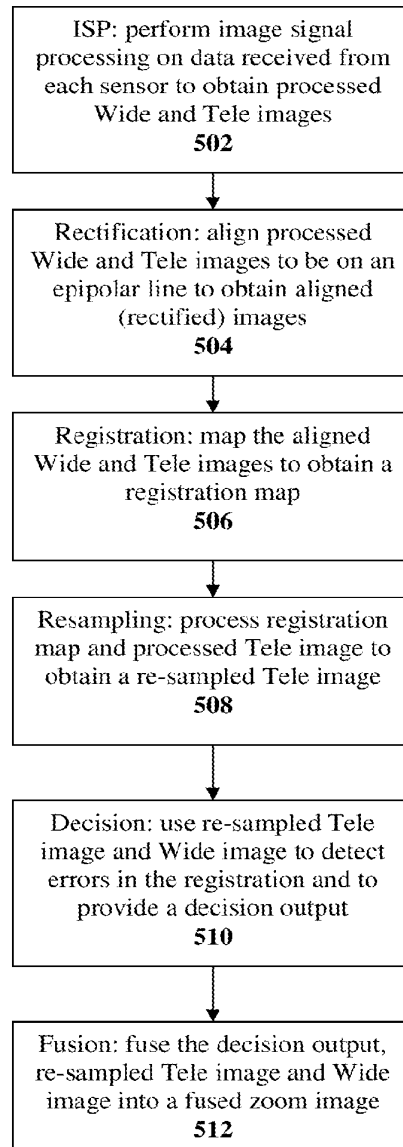 ISP: perform image signal
processing on data received from
each sensor to obtain processed
Wide and Tele images
502
Rectification: align processed
Wide and Tele images to be on an
epipolar line to obtain aligned
(rectified) images
504
Registration: map the aligned
Wide and Tele images to obtain a
registration map
506
Resampling: process registration
map and processed Tele image to
obtain a re-sampled Tele image
508
Decision: use re-sampled Tele
image and Wide image to detect
errors in the registration and to
provide a decision output
510
Fusion: fuse the decision output,
re-sampled Tele image and Wide
image into a fused zoom image
512